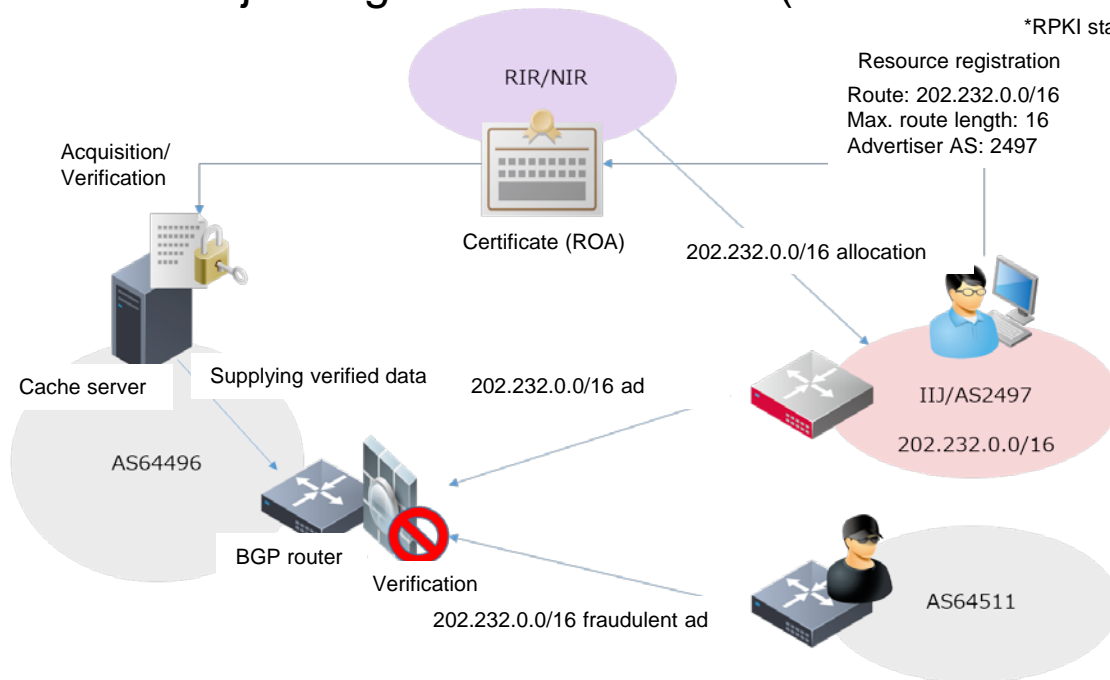 *RPKI sta
RIR/NIR
Resource registration
Route: 202.232.0.0/16
Max. route length: 16
Advertiser AS: 2497
Acquisition/
Verification
Certificate (ROA)
202.232.0.0/16 allocation
Cache server
Supplying verified data
202.232.0.0/16 ad
IIJ/AS2497
202.232.0.0/16
AS64496
BGP router
Verification
202.232.0.0/16 fraudulent ad
AS64511